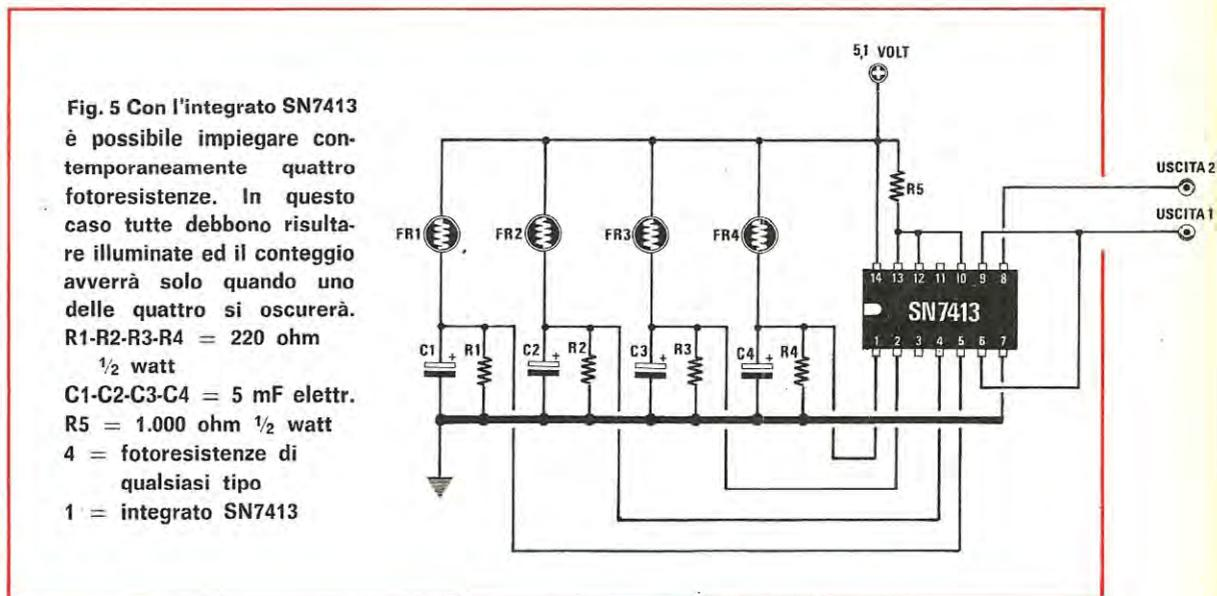 Fig. 5 Con l'integrato SN7413
è possibile impiegare con-
temporaneamente quattro
fotoresistenze. In questo
caso tutte debbono risulta-
re illuminate ed il conteggio
avverrà solo quando uno
delle quattro si oscurerà.
R1-R2-R3-R4 = 220 ohm
½ watt
C1-C2-C3-C4 = 5 mF elettr.
R5 = 1.000 ohm ½ watt
4 = fotoresistenze di
qualsiasi tipo
1 = integrato SN7413
5,1 VOLT
USCITA 2
USCITA 1
R5
FR1 FR2 FR3 FR4
14 13 12 11 10 9 8
SN7413
1 2 3 4 5 6 7
C1 + R1 C2 + R2 C3 + R3 C4 + R4